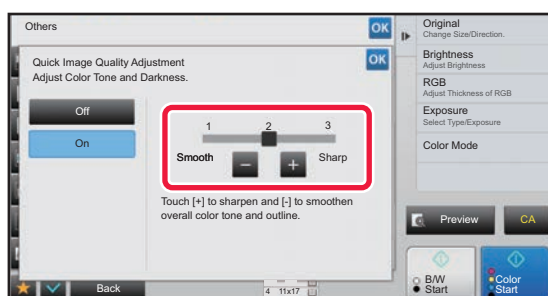 Others
OK
Quick Image Quality Adjustment
Adjust Color Tone and Darkness.
OK
Off
On
1 2 3
Smooth - + Sharp
Touch [+] to sharpen and [-] to smoothen
overall color tone and outline.
Back
4 11x17
Original
Change Size/Direction.
Brightness
Adjust Brightness
RGB
Adjust Thickness of RGB
Exposure
Select Type/Exposure
Color Mode
Preview
CA
B/W
Start
Color
Start